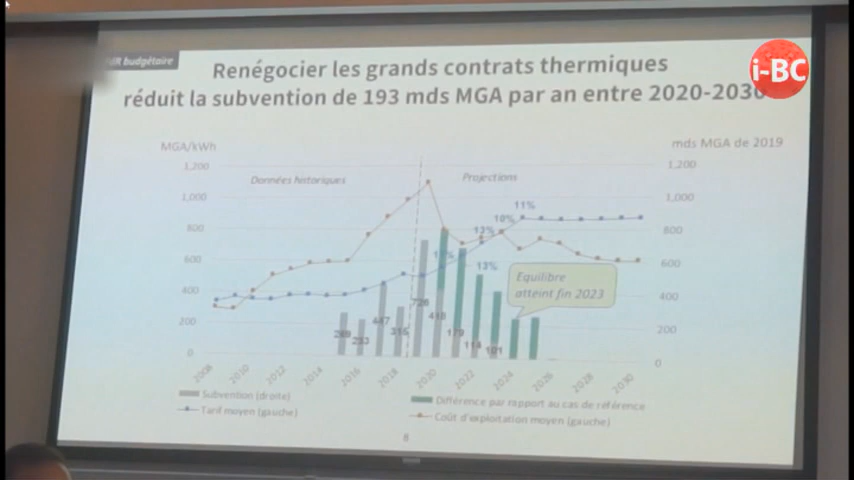 budgétaire
i-BC
Renégocier les grands contrats thermiques
réduit la subvention de 193 mds MGA par an entre 2020-2030
MGA/kWh
mds MGA de 2019
1,200
1,000
800
600
400
200
0
Données historiques
Projections
11%
10%
13%
13%
1,200
1,000
800
600
400
200
0
Equilibre
atteint fin 2023
233
447
315
726
418
179
114
101
2008
2010
2012
2014
2016
2018
2020
2022
2024
2026
2028
2030
Subvention (droite)
Différence par rapport au cas de référence
Tarif moyen (gauche)
Coût d'exploitation moyen (gauche)
8